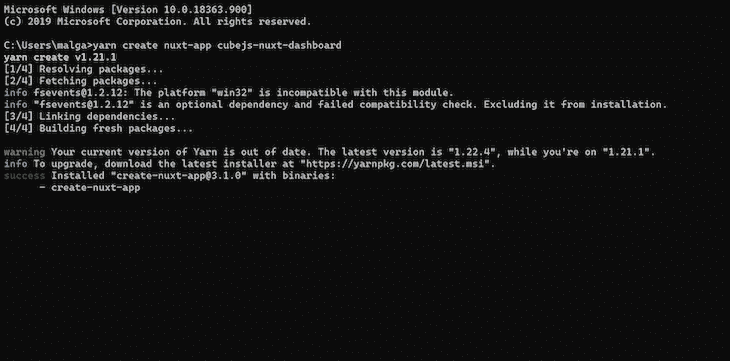 Microsoft Windows [Version 10.0.18363.900]
(c) 2019 Microsoft Corporation. All rights reserved.
C:\Users\malga>yarn create nuxt-app cubejs-nuxt-dashboard
yarn create v1.21.1
[1/4] Resolving packages...
[2/4] Fetching packages...
info fsevents@1.2.12: The platform "win32" is incompatible with this module.
info "fsevents@1.2.12" is an optional dependency and failed compatibility check. Excluding it from installation.
[3/4] Linking dependencies...
[4/4] Building fresh packages...
warning Your current version of Yarn is out of date. The latest version is "1.22.4", while you're on "1.21.1".
info To upgrade, download the latest installer at "https://yarnpkg.com/latest.msi".
success Installed "create-nuxt-app@3.1.0" with binaries:
- create-nuxt-app